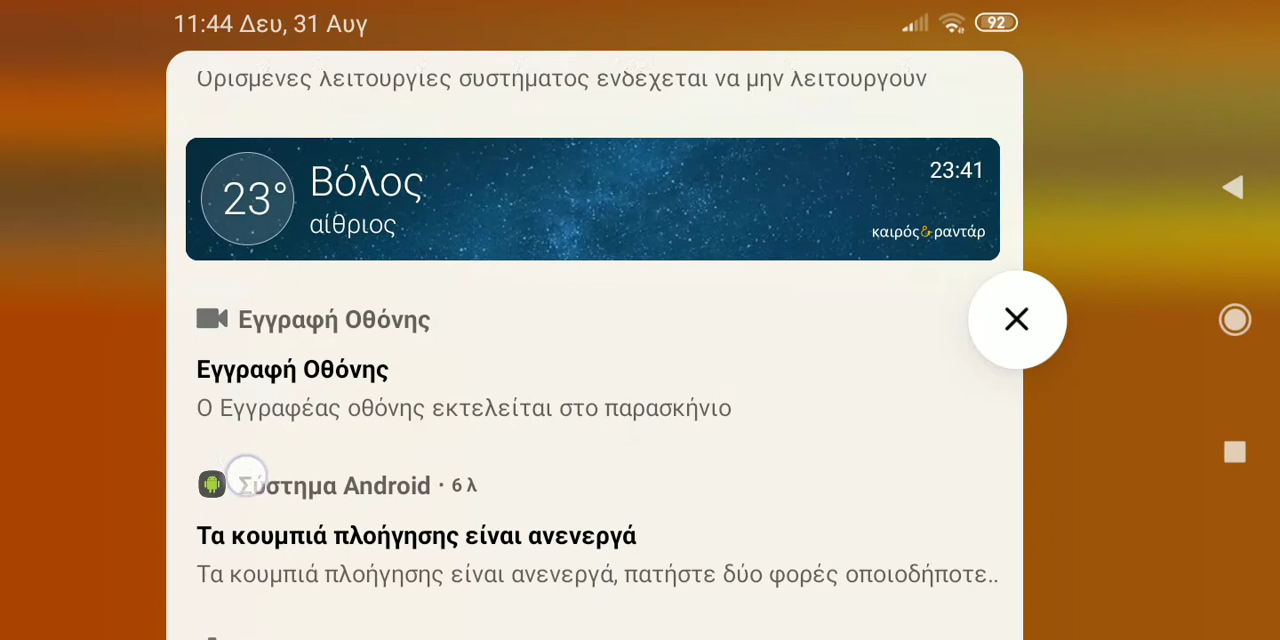 11:44 Δευ, 31 Αυγ
92
Ορισμένες λειτουργίες συστήματος ενδέχεται να μην λειτουργούν
23°
Βόλος
αίθριος
23:41
καιρός&ραντάρ
Εγγραφή Οθόνης
Εγγραφή Οθόνης
Ο Εγγραφέας οθόνης εκτελείται στο παρασκήνιο
Σύστημα Android · 6 λ
Τα κουμπιά πλοήγησης είναι ανενεργά
Τα κουμπιά πλοήγησης είναι ανενεργά, πατήστε δύο φορές οποιοδήποτε..